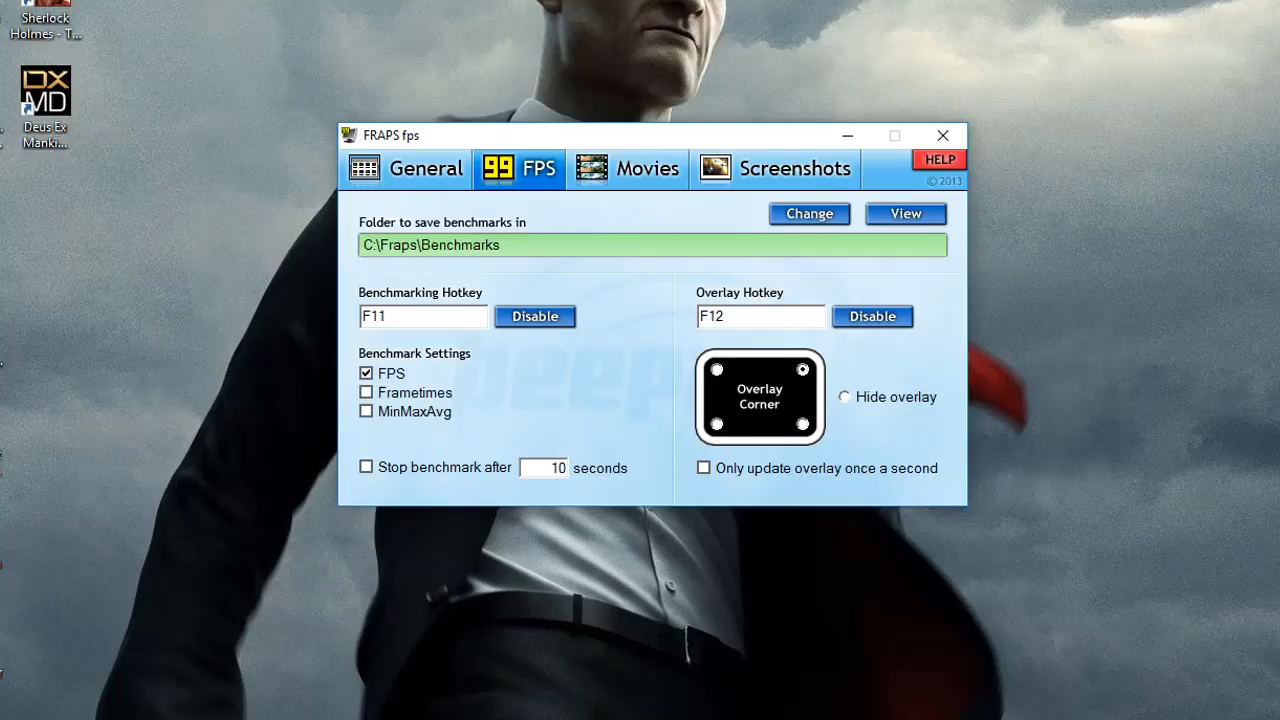 Sherlock
Holmes - T...
DX
MD
Deus Ex
Manki...
FRAPS fps
General
99 FPS
Movies
Screenshots
HELP
© 2013
Folder to save benchmarks in
Change
View
C:\Fraps\Benchmarks
Benchmarking Hotkey
F11
Disable
Benchmark Settings
FPS
Frametimes
MinMaxAvg
Stop benchmark after 10 seconds
Overlay Hotkey
F12
Disable
Overlay
Corner
Hide overlay
Only update overlay once a second